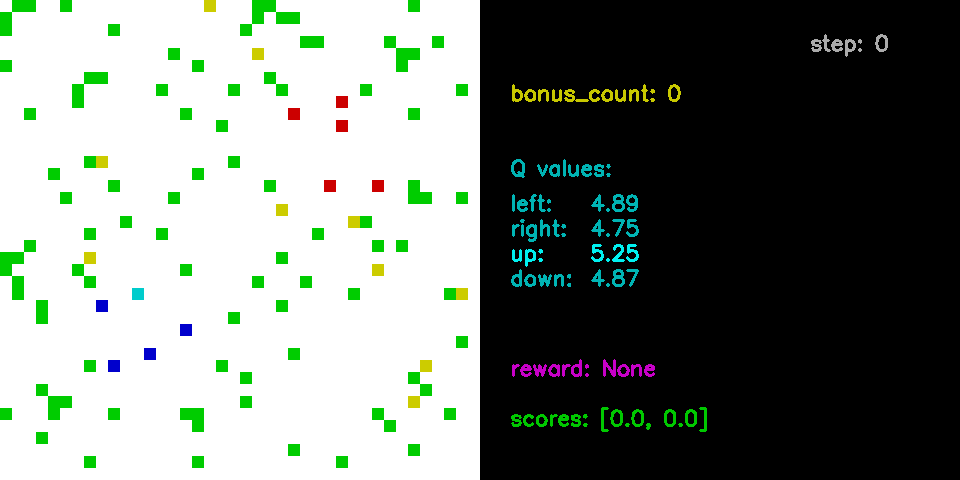 step: 0
bonus_count: 0
Q values:
left: 4.89
right: 4.75
up: 5.25
down: 4.87
reward: None
scores: [0.0, 0.0]